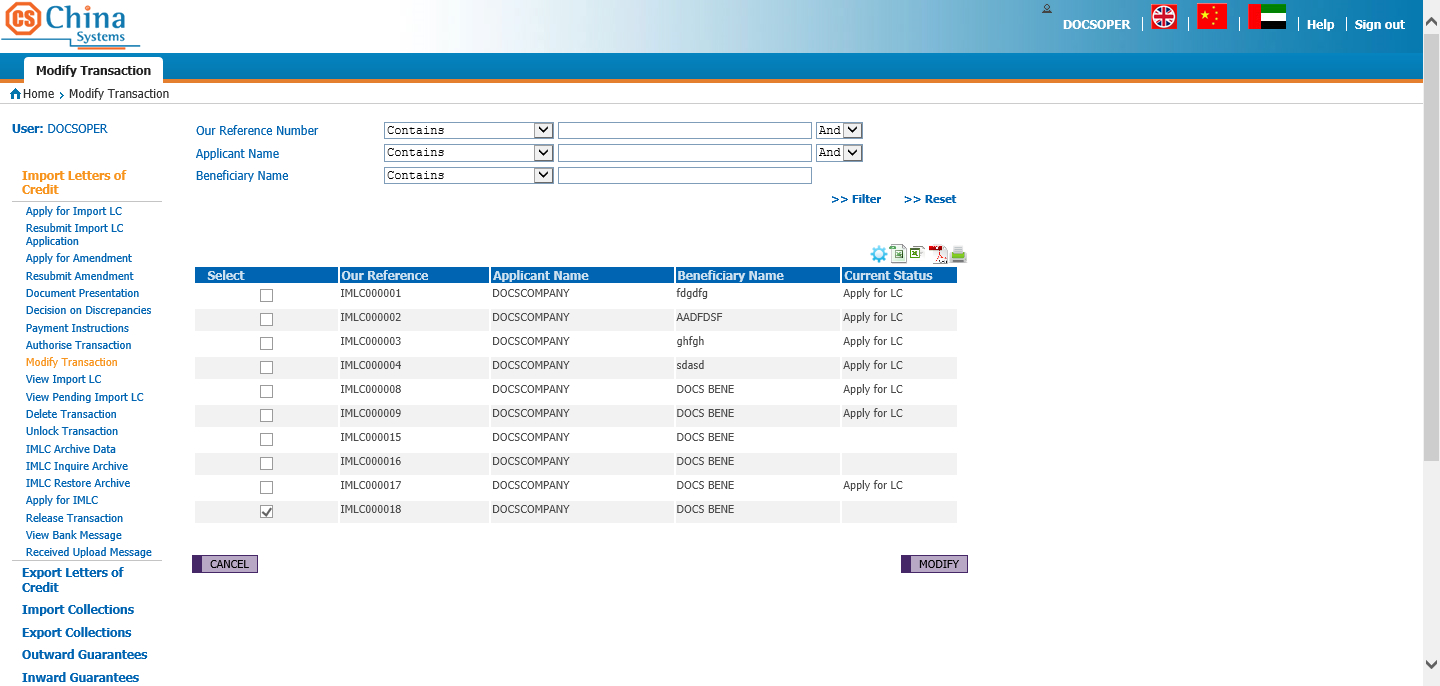 CS China
Systems
DOCSOPER | | | | Help | Sign out
Modify Transaction
Home > Modify Transaction
User: DOCSOPER
Our Reference Number Contains And
Applicant Name Contains And
Beneficiary Name Contains
>> Filter >> Reset
Import Letters of
Credit
Apply for Import LC
Resubmit Import LC
Application
Apply for Amendment
Resubmit Amendment
Document Presentation
Decision on Discrepancies
Payment Instructions
Authorise Transaction
Modify Transaction
View Import LC
View Pending Import LC
Delete Transaction
Unlock Transaction
IMLC Archive Data
IMLC Inquire Archive
IMLC Restore Archive
Apply for IMLC
Release Transaction
View Bank Message
Received Upload Message
Export Letters of
Credit
Import Collections
Export Collections
Outward Guarantees
Inward Guarantees
Select Our Reference Applicant Name Beneficiary Name Current Status
IMLC000001 DOCSCOMPANY fdgdfg Apply for LC
IMLC000002 DOCSCOMPANY AADFDSF Apply for LC
IMLC000003 DOCSCOMPANY ghfgh Apply for LC
IMLC000004 DOCSCOMPANY sdasd Apply for LC
IMLC000008 DOCSCOMPANY DOCS BENE Apply for LC
IMLC000009 DOCSCOMPANY DOCS BENE Apply for LC
IMLC000015 DOCSCOMPANY DOCS BENE
IMLC000016 DOCSCOMPANY DOCS BENE
IMLC000017 DOCSCOMPANY DOCS BENE Apply for LC
IMLC000018 DOCSCOMPANY DOCS BENE
CANCEL MODIFY